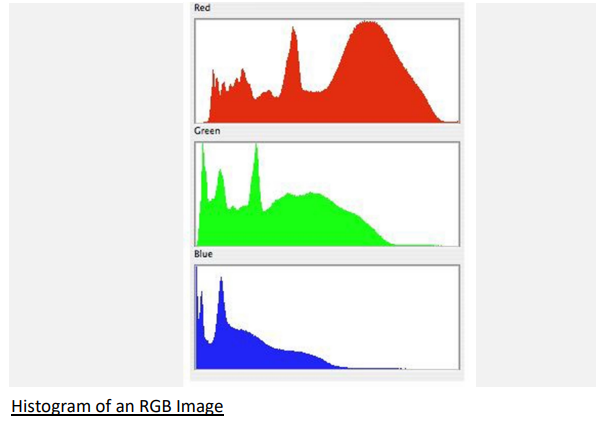 Red
Green
Blue
Histogram of an RGB Image